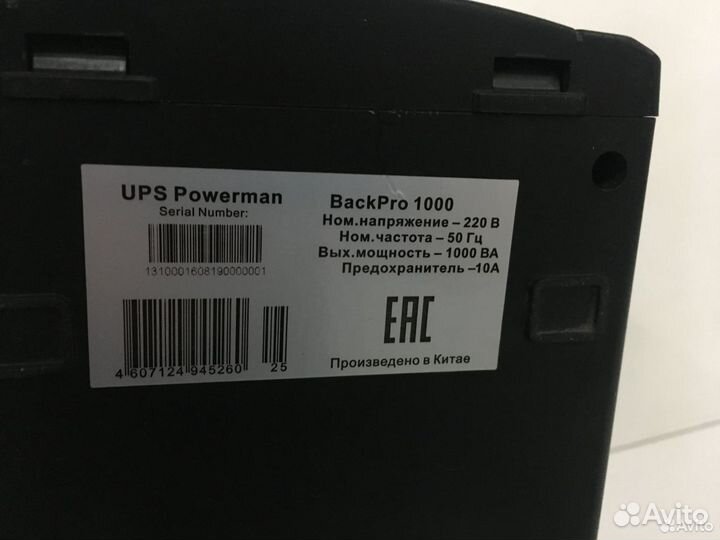 UPS Powerman
Serial Number:
1310001608190000001
4 607124 945260
25
BackPro 1000
Ном.напряжение – 220 В
Ном.частота – 50 Гц
Вых.мощность – 1000 ВА
Предохранитель –10А
EAC
Произведено в Китае
Avito